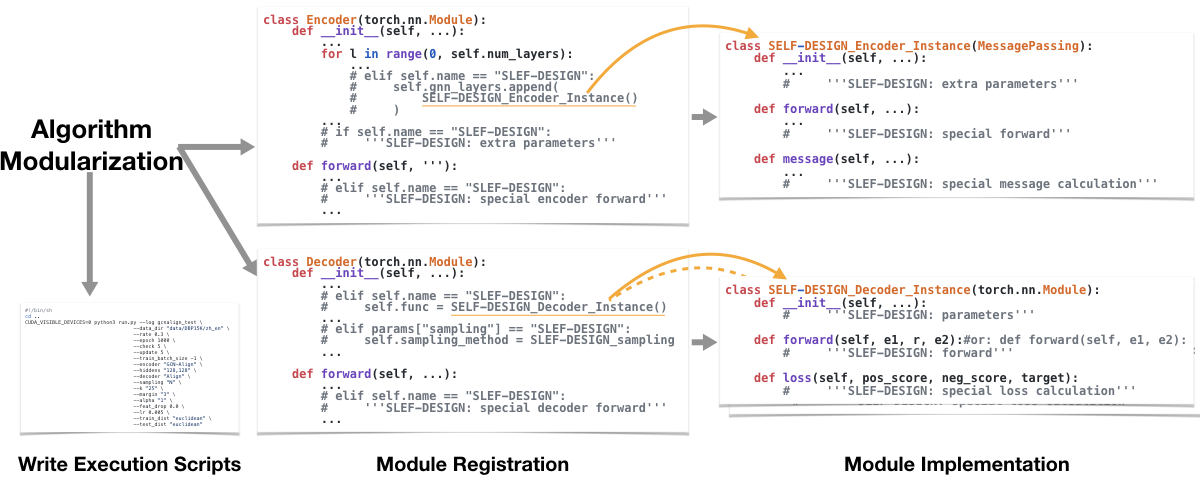 Algorithm
Modularization
class Encoder(torch.nn.Module):
def __init__(self, ...):
...
for l in range(0, self.num_layers):
...
# elif self.name == "SLEF-DESIGN":
# self.gnn_layers.append(
# SELF-DESIGN_Encoder_Instance()
# )
...
# if self.name == "SLEF-DESIGN":
# '''SLEF-DESIGN: extra parameters'''
def forward(self, '''):
...
# elif self.name == "SLEF-DESIGN":
# '''SLEF-DESIGN: special encoder forward'''
...
class SELF-DESIGN_Encoder_Instance(MessagePassing):
def __init__(self, ...):
...
# '''SLEF-DESIGN: extra parameters'''
def forward(self, ...):
...
# '''SLEF-DESIGN: special forward'''
def message(self, ...):
...
# '''SLEF-DESIGN: special message calculation'''
class Decoder(torch.nn.Module):
def __init__(self, ...):
...
# elif self.name == "SLEF-DESIGN":
# self.func = SELF-DESIGN_Decoder_Instance()
...
# elif params["sampling"] == "SLEF-DESIGN":
# self.sampling_method = SLEF-DESIGN_sampling
...
def forward(self, ...):
...
# elif self.name == "SLEF-DESIGN":
# '''SLEF-DESIGN: special decoder forward'''
...
class SELF-DESIGN_Decoder_Instance(torch.nn.Module):
def __init__(self, ...):
# '''SLEF-DESIGN: parameters'''
def forward(self, e1, r, e2):#or: def forward(self, e1, e2):
# '''SLEF-DESIGN: forward'''
def loss(self, pos_score, neg_score, target):
# '''SLEF-DESIGN: special loss calculation'''
#!/bin/sh
cd ..
CUDA_VISIBLE_DEVICES=0 python3 run.py --log gcnalign_test \
--data_dir "data/DBP15K/zh_en" \
--rate 0.3 \
--epoch 1000 \
--check 5 \
--update 5 \
--train_batch_size -1 \
--encoder "GCN-Align" \
--hiddens "128,128" \
--decoder "Align" \
--sampling "N" \
--k "25" \
--margin "3" \
--alpha "1" \
--feat_drop 0.0 \
--lr 0.005 \
--train_dist "euclidean" \
--test_dist "euclidean"
Write Execution Scripts
Module Registration
Module Implementation